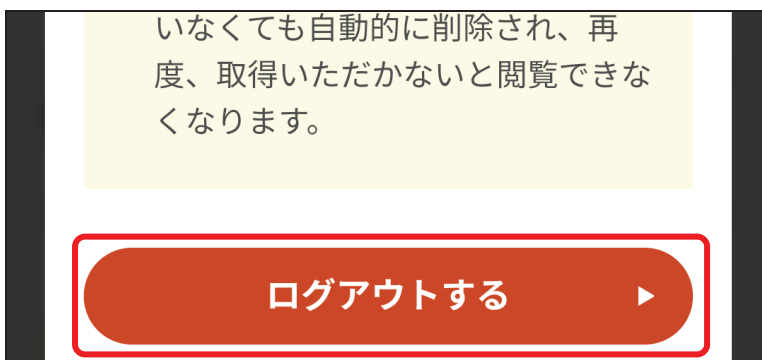 いなくても自動的に削除され、再
度、取得いただかないと閲覧できな
くなります。
ログアウトする